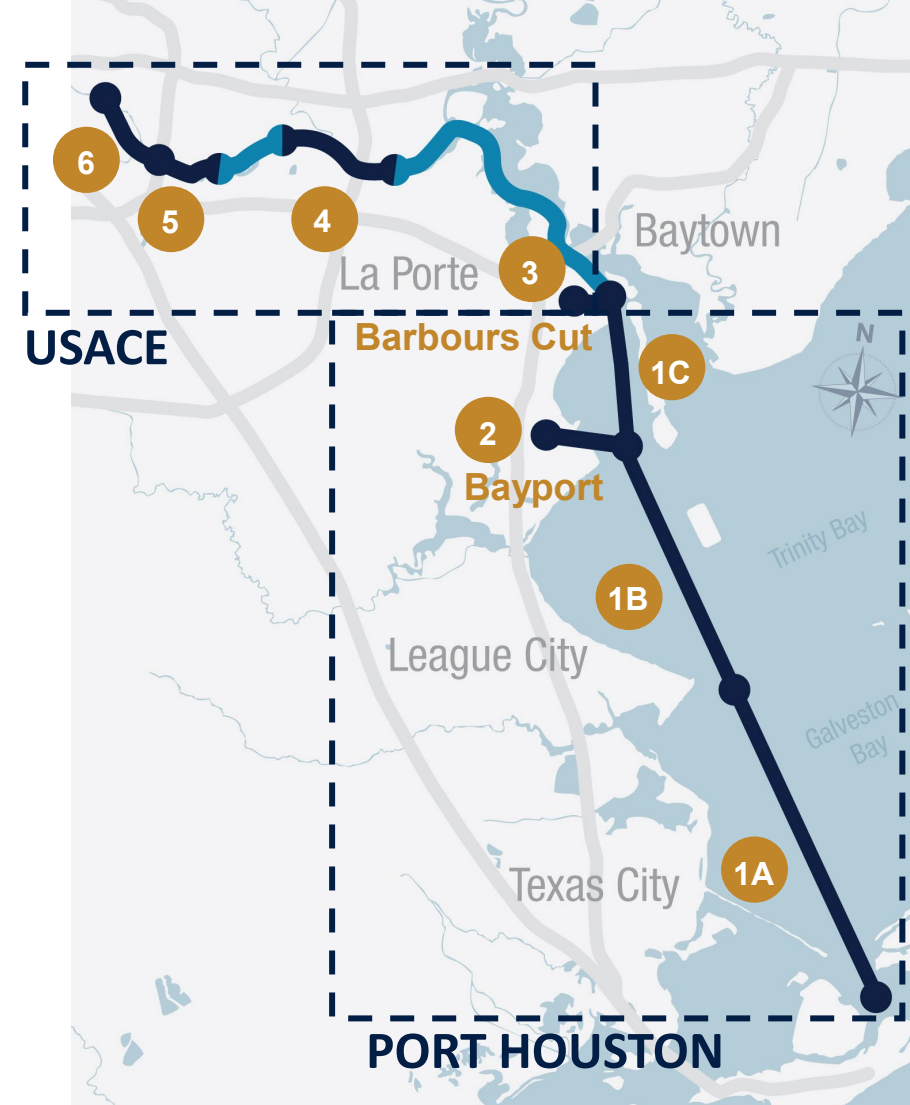 6
5
4
3
Baytown
La Porte
USACE
Barbours Cut
N
1C
2
Bayport
Trinity Bay
1B
League City
Galveston
Bay
1A
Texas City
PORT HOUSTON